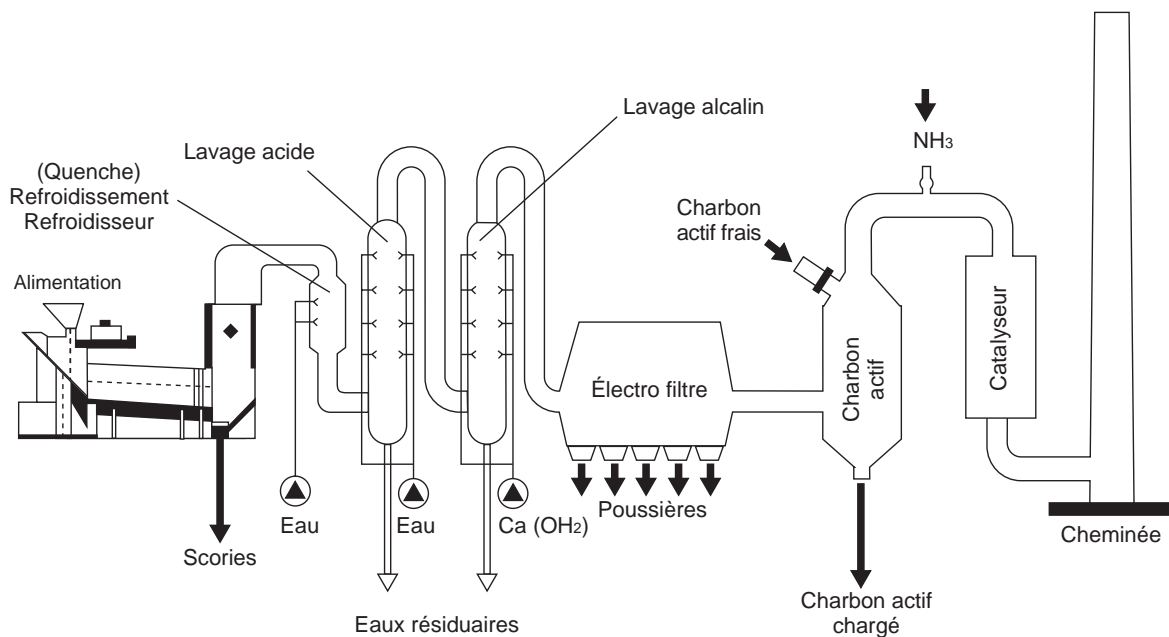 Lavage alcalin
NH3
Lavage acide
(Quenche)
Refroidissement
Refroidisseur
Charbon
actif frais
Alimentation
Électro filtre
Charbon
actif
Catalyseur
Poussières
Eau
Eau
Ca (OH2)
Cheminée
Scories
Eaux résiduaires
Charbon actif
chargé